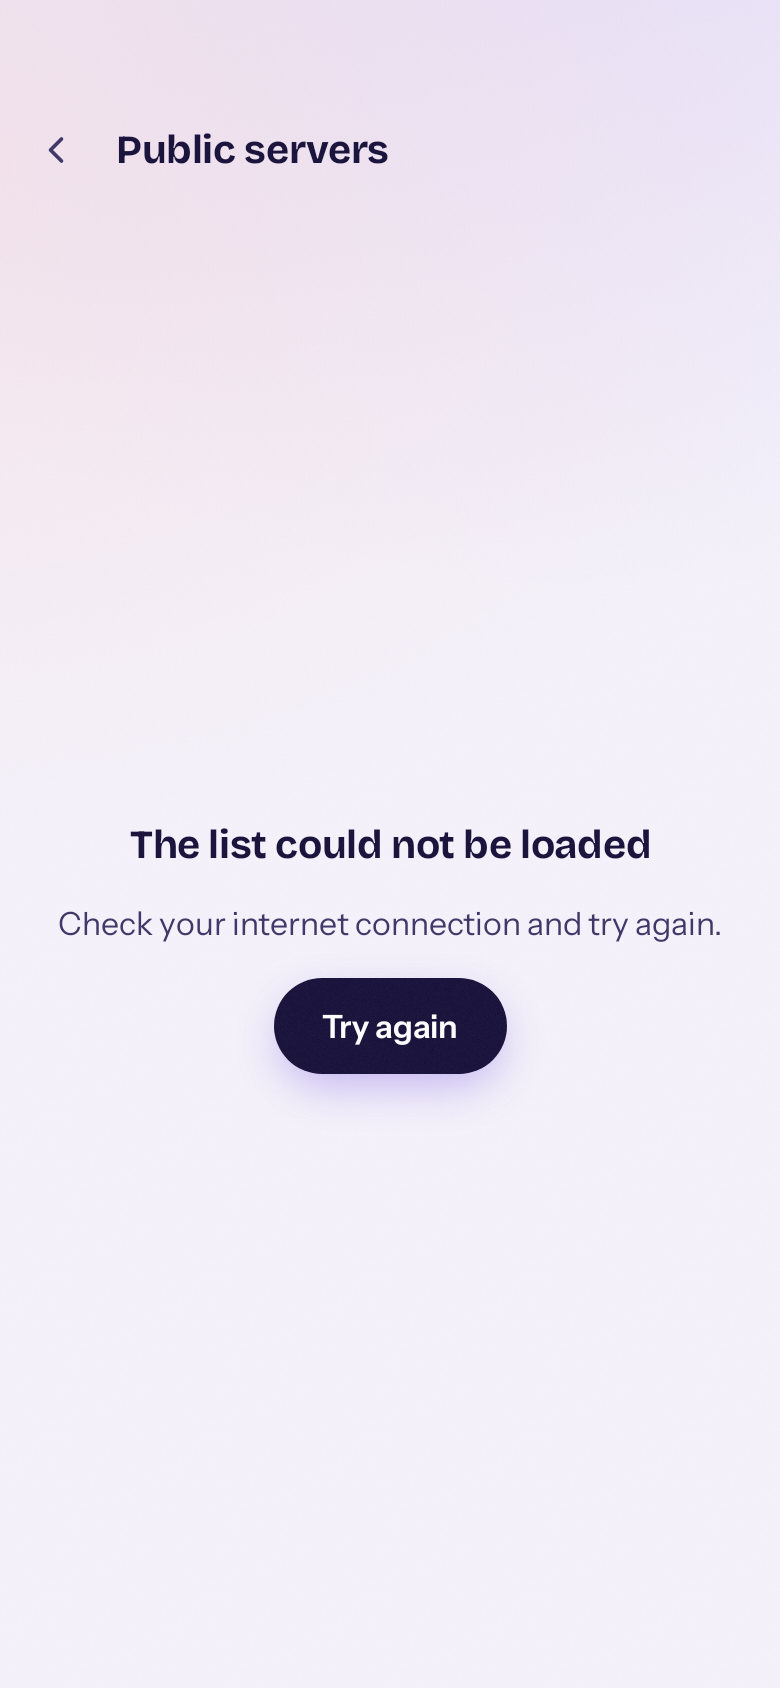 Public servers
The list could not be loaded
Check your internet connection and try again.
Try again